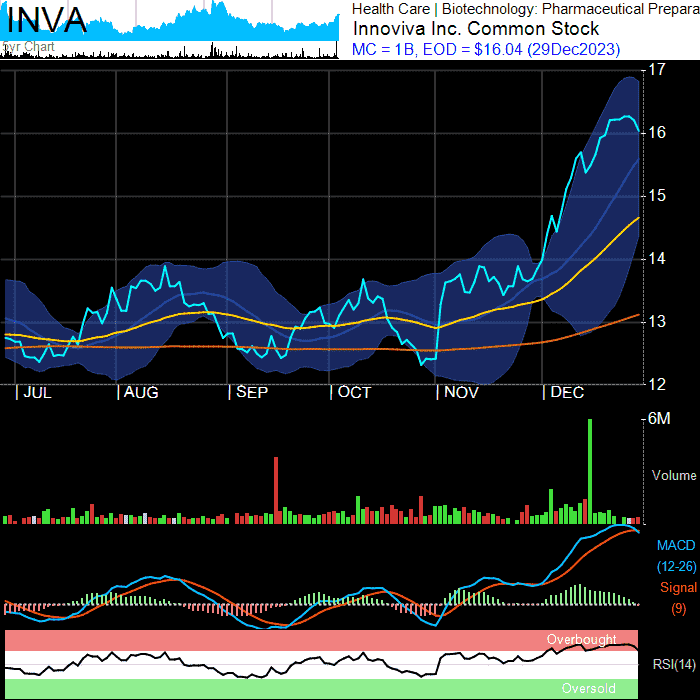 INVA
5yr Chart
Health Care | Biotechnology: Pharmaceutical Prepara
Innoviva Inc. Common Stock
MC = 1B, EOD = $16.04 (29Dec2023)
17
16
15
14
13
12
| JUL | AUG | SEP | OCT | NOV | DEC
6M
Volume
MACD
(12-26)
Signal
(9)
Overbought
RSI(14)
Oversold